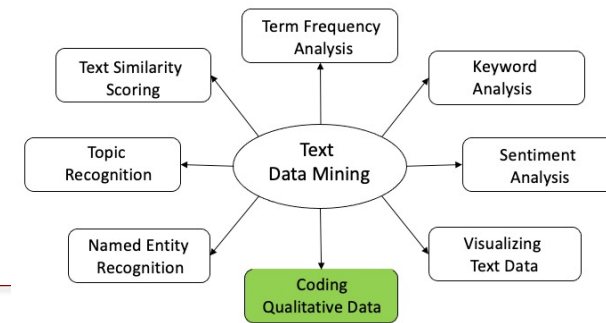 Term Frequency
Analysis
Text Similarity
Scoring
Keyword
Analysis
Topic
Recognition
Text
Data Mining
Sentiment
Analysis
Named Entity
Recognition
Visualizing
Text Data
Coding
Qualitative Data